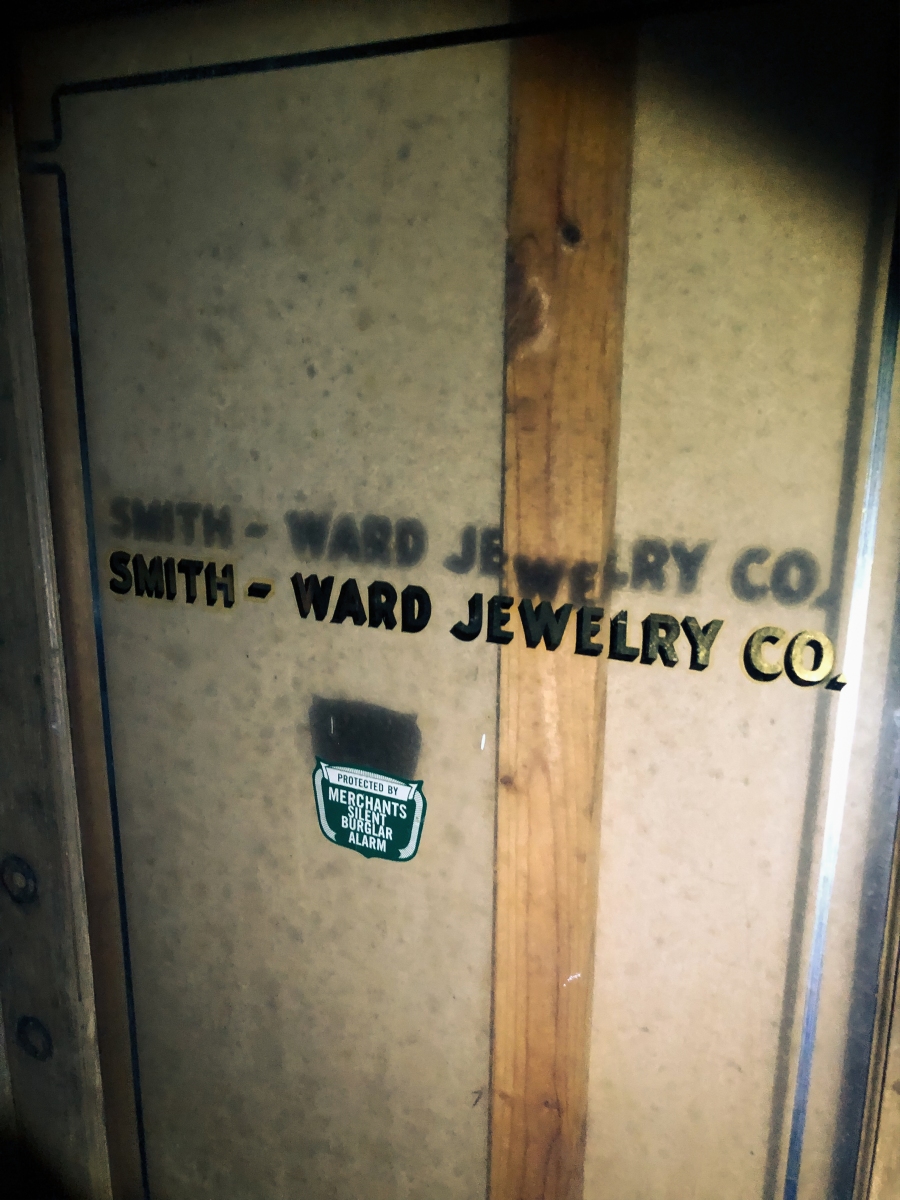 SMITH - WARD JEWELRY CO.
PROTECTED BY
MERCHANTS
SILENT
BURGLAR
ALARM